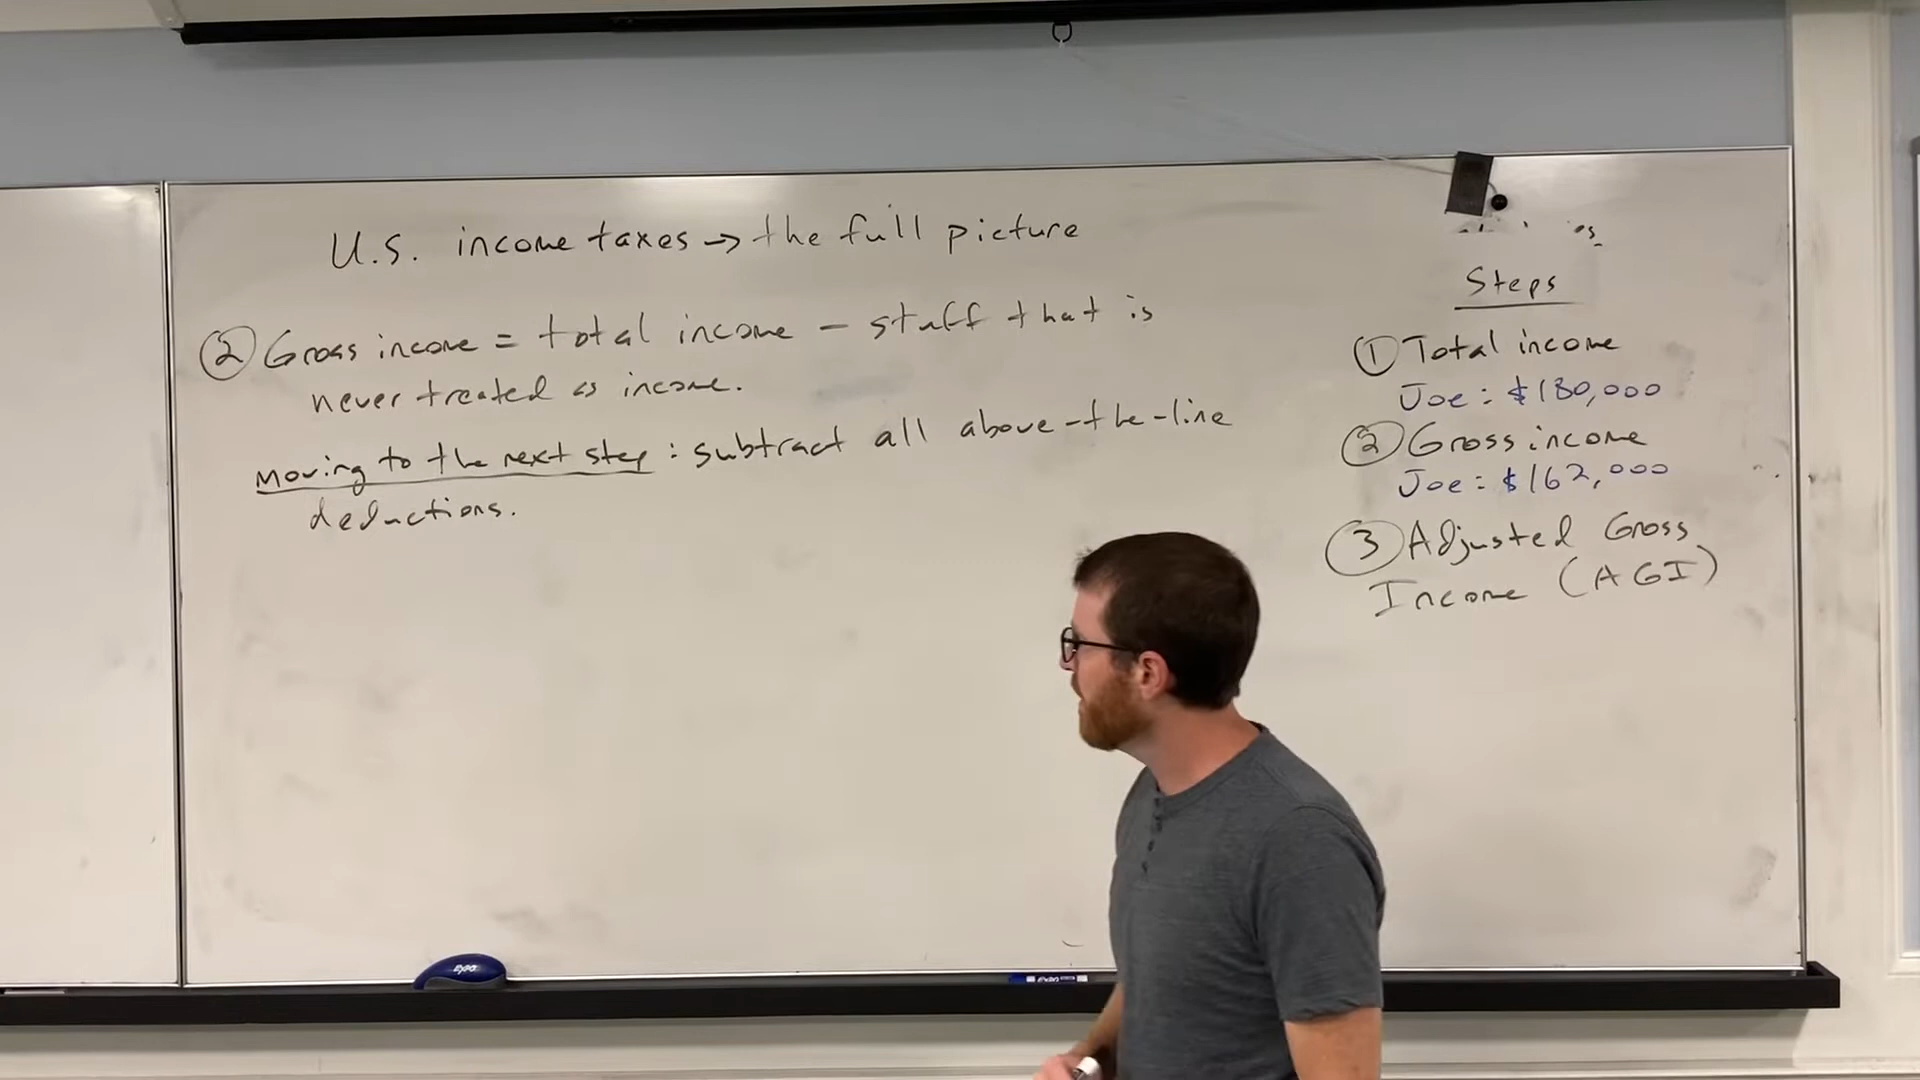 U.S. income taxes → the full picture
② Gross income = total income - stuff that is
never treated as income.
moving to the next step : subtract all above-the-line
deductions.
Steps
① Total income
Joe: $180,000
② Gross income
Joe: $162,000
③ Adjusted Gross
Income (AGI)
EXPO
EXPO